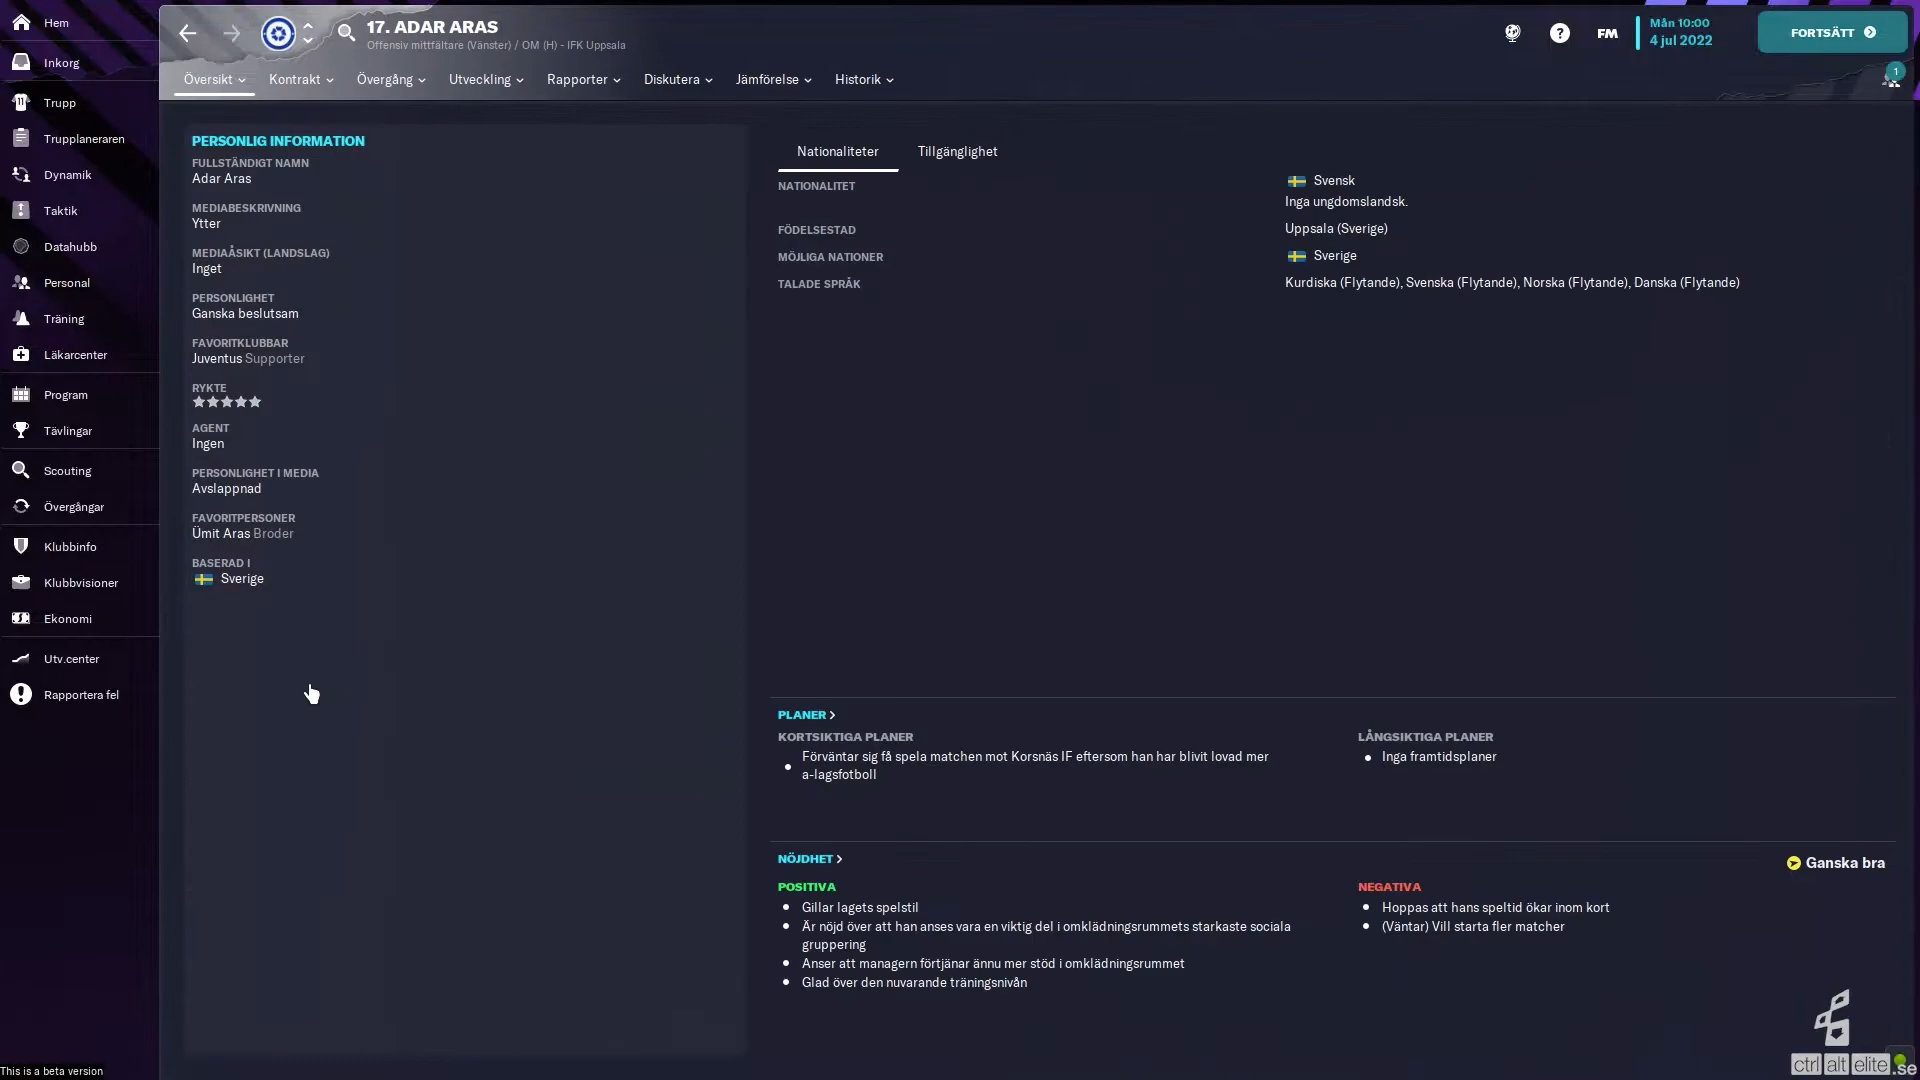 Hem
Inkorg
Trupp
Trupplaneraren
Dynamik
Taktik
Datahubb
Personal
Träning
Läkarcenter
Program
Tävlingar
Scouting
Övergångar
Klubbinfo
Klubbvisioner
Ekonomi
Utv.center
Rapportera fel
This is a beta version
17. ADAR ARAS
Offensiv mittfältare (Vänster) / OM (H) - IFK Uppsala
FM
Mån 10:00
4 jul 2022
FORTSÄTT
1
Översikt
Kontrakt
Övergång
Utveckling
Rapporter
Diskutera
Jämförelse
Historik
PERSONLIG INFORMATION
FULLSTÄNDIGT NAMN
Adar Aras
MEDIABESKRIVNING
Ytter
MEDIAÅSIKT (LANDSLAG)
Inget
PERSONLIGHET
Ganska beslutsam
FAVORITKLUBBAR
Juventus Supporter
RYKTE
AGENT
Ingen
PERSONLIGHET I MEDIA
Avslappnad
FAVORITPERSONER
Ümit Aras Broder
BASERAD I
Sverige
Nationaliteter
Tillgänglighet
NATIONALITET
Svensk
Inga ungdomslandsk.
FÖDELSESTAD
Uppsala (Sverige)
MÖJLIGA NATIONER
Sverige
TALADE SPRÅK
Kurdiska (Flytande), Svenska (Flytande), Norska (Flytande), Danska (Flytande)
PLANER
KORTSIKTIGA PLANER
Förväntar sig få spela matchen mot Korsnäs IF eftersom han har blivit lovad mer
a-lagsfotboll
LÅNGSIKTIGA PLANER
Inga framtidsplaner
NÖJDHET
Ganska bra
POSITIVA
Gillar lagets spelstil
Är nöjd över att han anses vara en viktig del i omklädningsrummets starkaste sociala
gruppering
Anser att managern förtjänar ännu mer stöd i omklädningsrummet
Glad över den nuvarande träningsnivån
NEGATIVA
Hoppas att hans speltid ökar inom kort
(Väntar) Vill starta fler matcher
ctrl alt elite .se